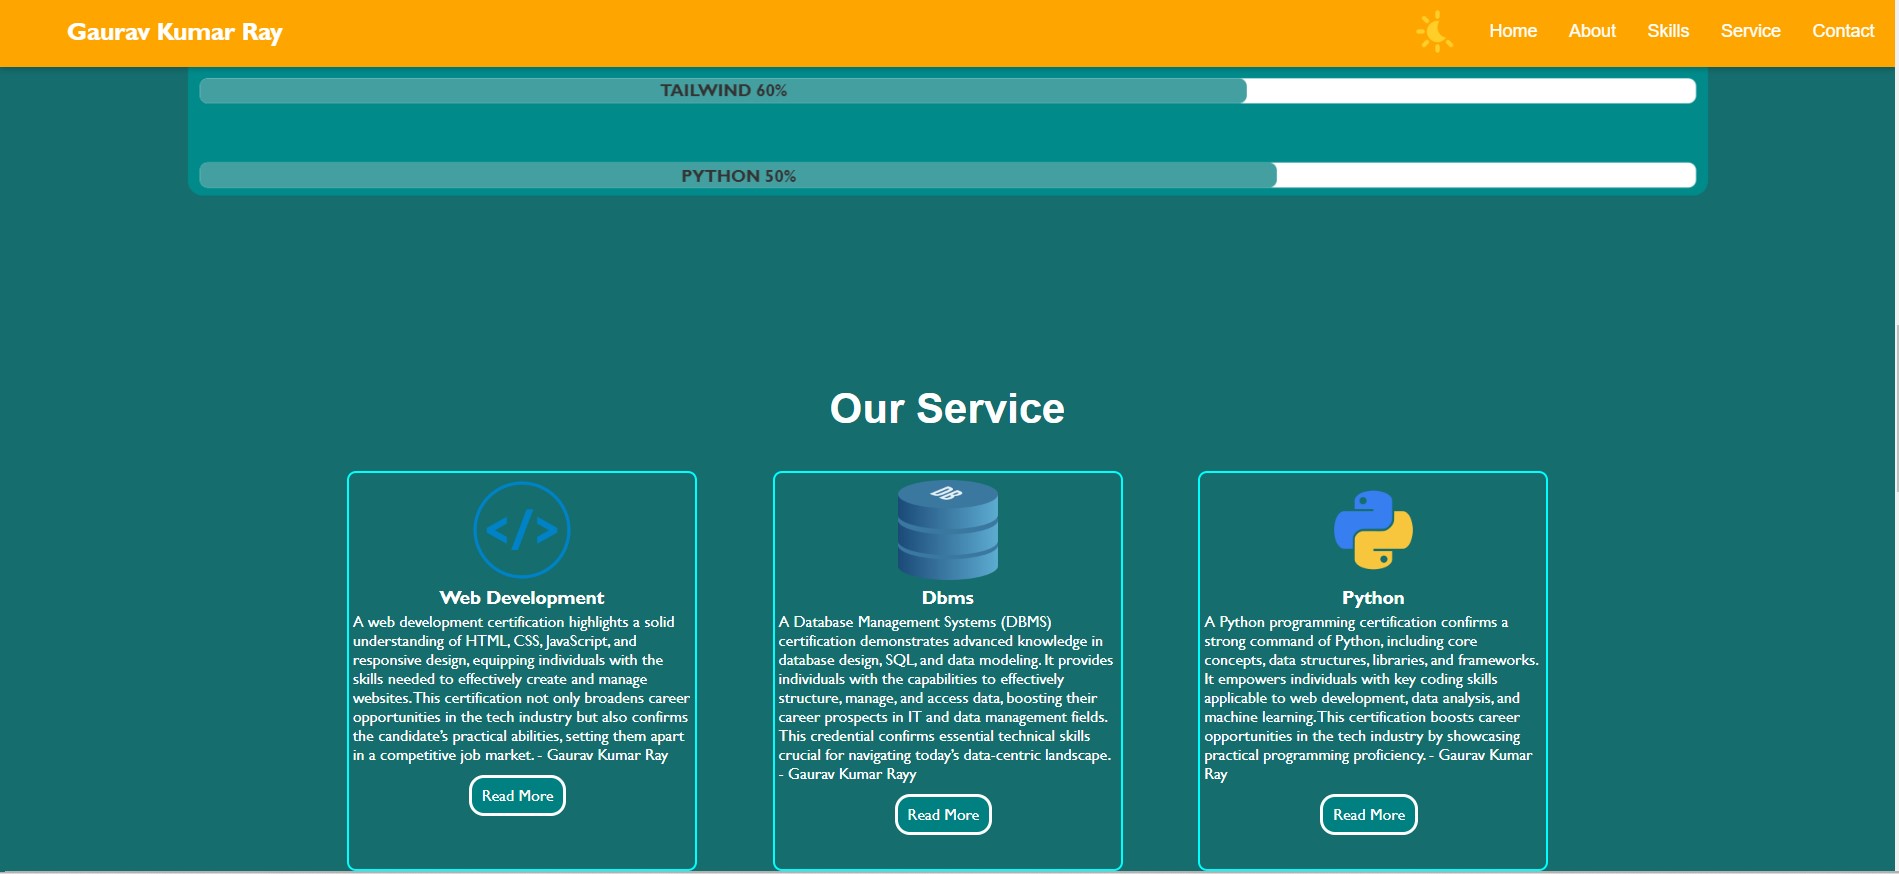 Gaurav Kumar Ray
Home About Skills Service Contact
TAILWIND 60%
PYTHON 50%
Our Service
</>
Web Development
A web development certification highlights a solid
understanding of HTML, CSS, JavaScript, and
responsive design, equipping individuals with the
skills needed to effectively create and manage
websites. This certification not only broadens career
opportunities in the tech industry but also confirms
the candidate's practical abilities, setting them apart
in a competitive job market. - Gaurav Kumar Ray
Read More
DB
Dbms
A Database Management Systems (DBMS)
certification demonstrates advanced knowledge in
database design, SQL, and data modeling. It provides
individuals with the capabilities to effectively
structure, manage, and access data, boosting their
career prospects in IT and data management fields.
This credential confirms essential technical skills
crucial for navigating today's data-centric landscape.
- Gaurav Kumar Rayy
Read More
Python
A Python programming certification confirms a
strong command of Python, including core
concepts, data structures, libraries, and frameworks.
It empowers individuals with key coding skills
applicable to web development, data analysis, and
machine learning. This certification boosts career
opportunities in the tech industry by showcasing
practical programming proficiency. - Gaurav Kumar
Ray
Read More